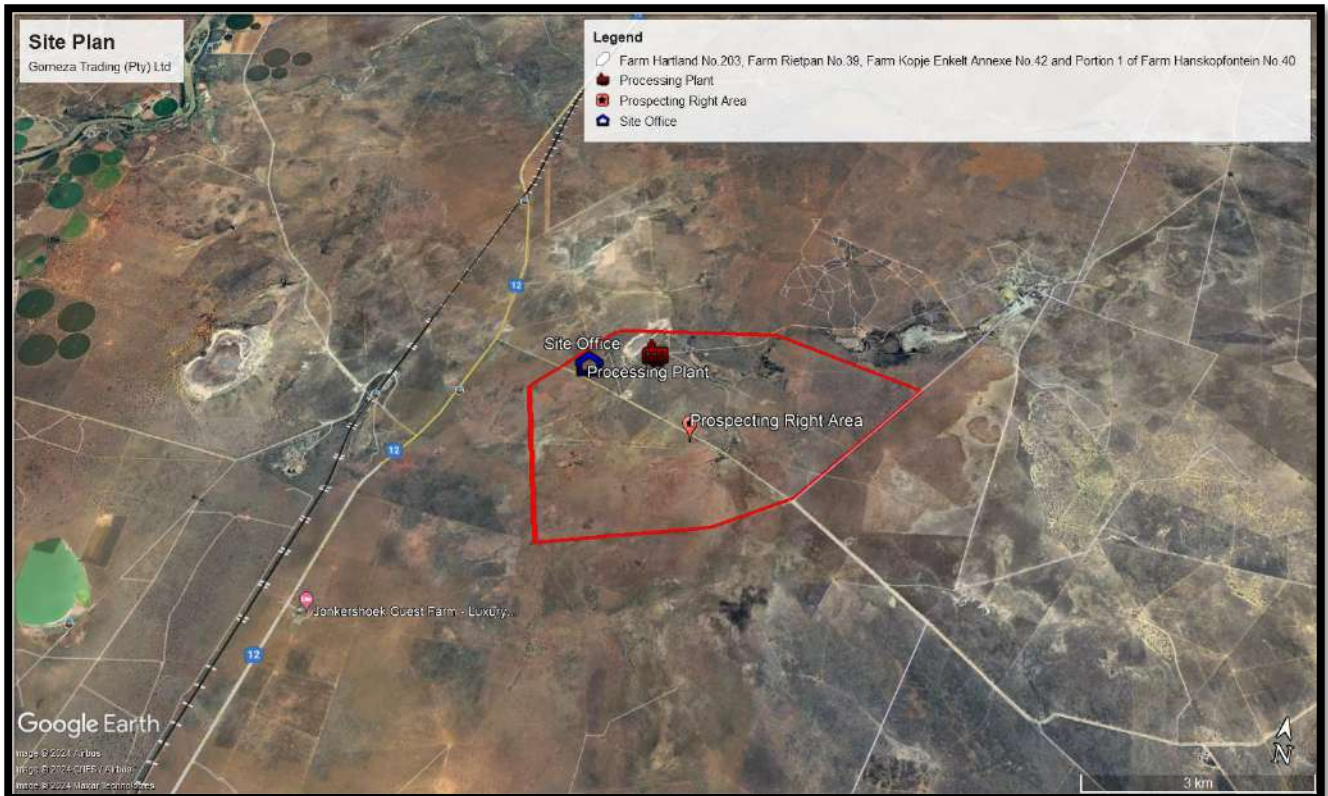 Site Plan
Gomeza Trading (Pty) Ltd
Legend
Farm Hartland No.203, Farm Rietpan No.39, Farm Kopje Enkelt Annexe No.42 and Portion 1 of Farm Hanskopfontein No.40
Processing Plant
Prospecting Right Area
Site Office
12
Site Office
Processing Plant
Prospecting Right Area
12
Jonkershoek Guest Farm - Luxury...
12
Google Earth
Image © 2024 Airbus
Image © 2024 CNES / Airbus
Image © 2024 Maxar Technologies
N
3 km